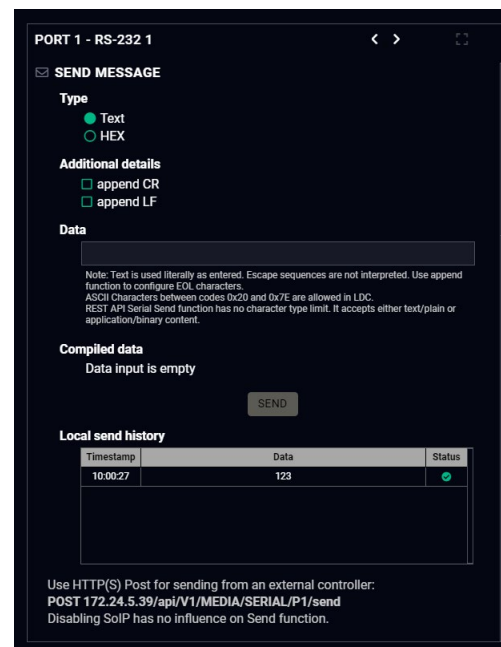 PORT 1 - RS-232 1
SEND MESSAGE
Type
Text
HEX
Additional details
append CR
append LF
Data
Note: Text is used literally as entered. Escape sequences are not interpreted. Use append
function to configure EOL characters.
ASCII Characters between codes 0x20 and 0x7E are allowed in LDC.
REST API Serial Send function has no character type limit. It accepts either text/plain or
application/binary content.
Compiled data
Data input is empty
SEND
Local send history
Timestamp Data Status
10:00:27 123
Use HTTP(S) Post for sending from an external controller:
POST 172.24.5.39/api/V1/MEDIA/SERIAL/P1/send
Disabling SoIP has no influence on Send function.